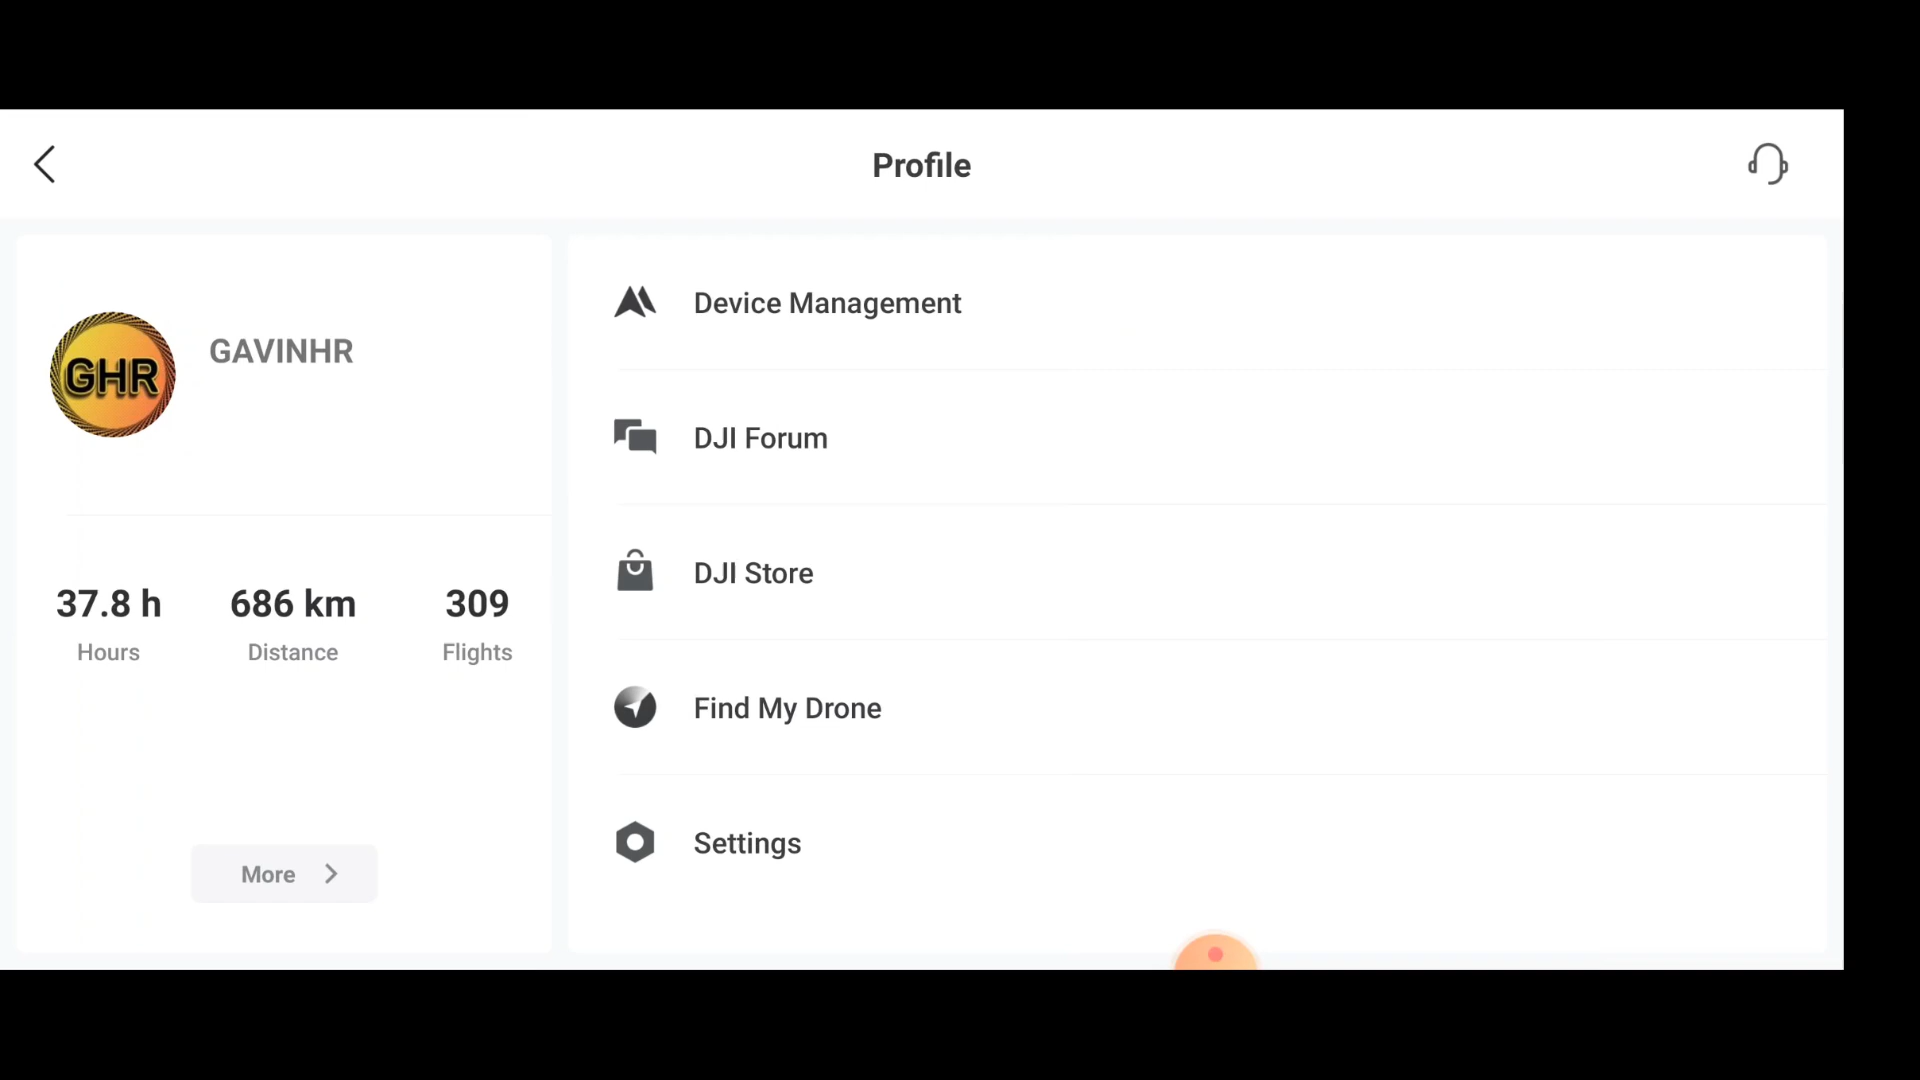 Profile
GHR
GAVINHR
37.8 h
Hours
686 km
Distance
309
Flights
More
Device Management
DJI Forum
DJI Store
Find My Drone
Settings